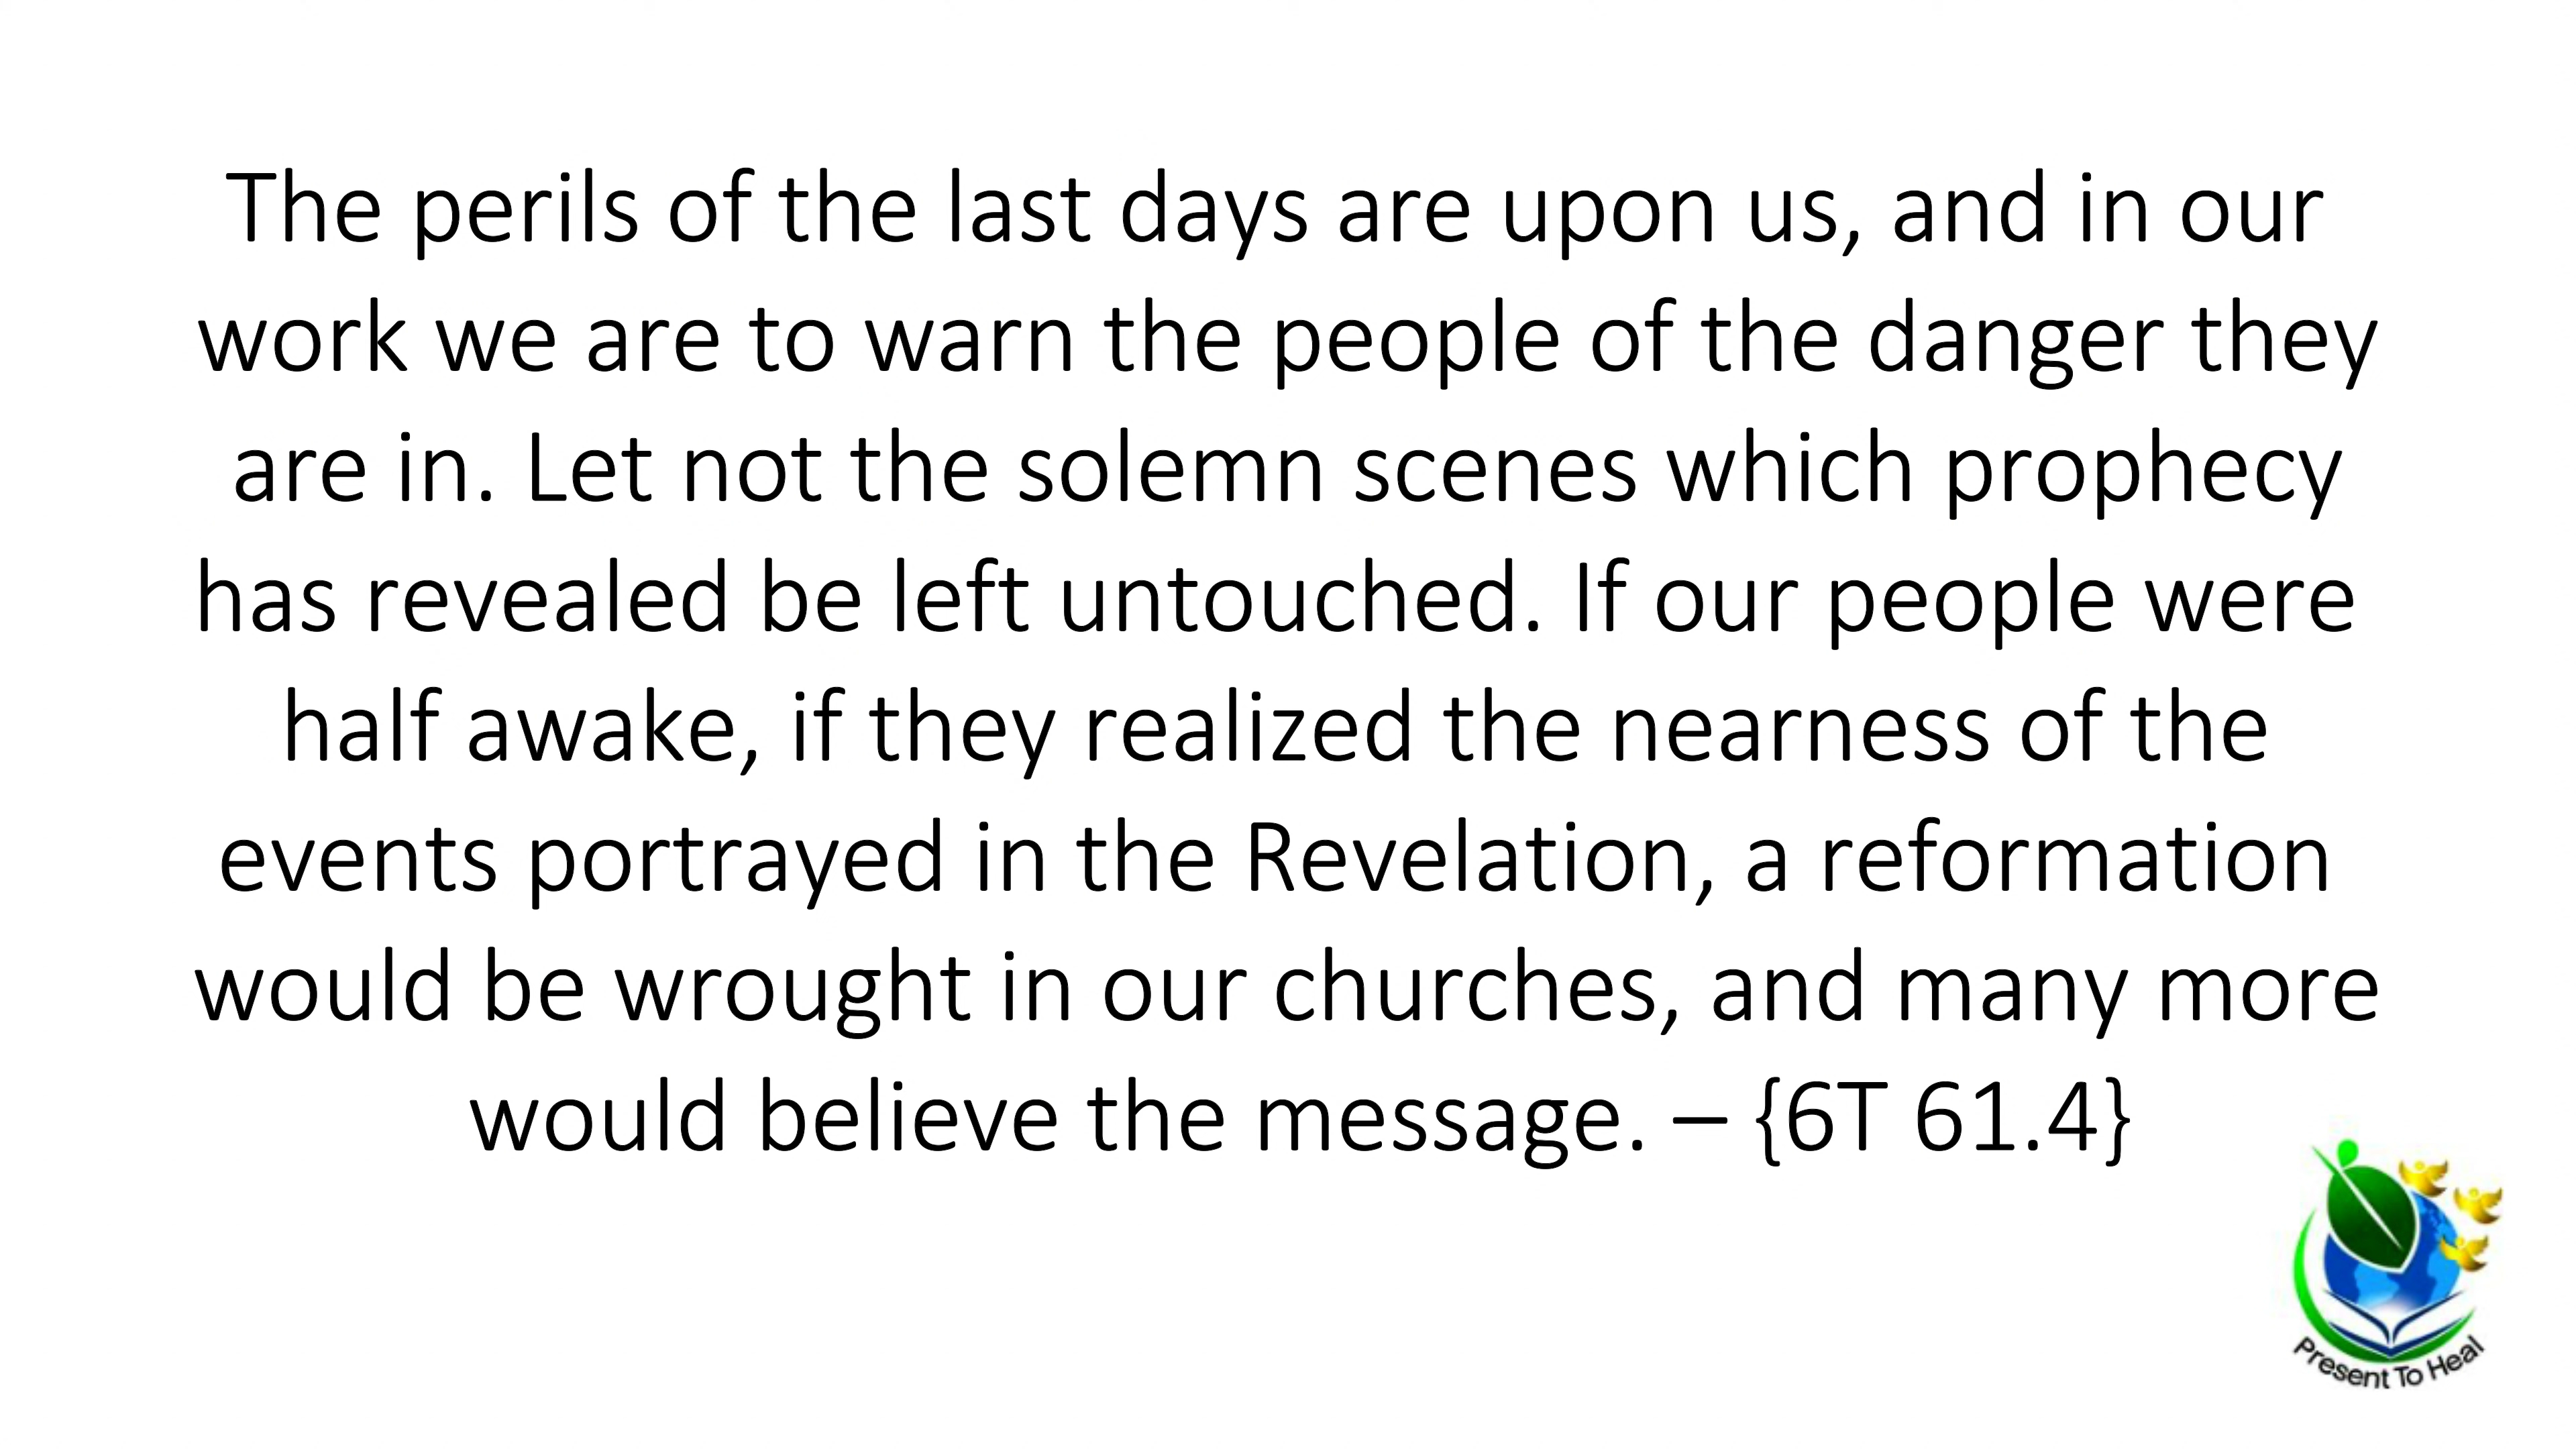 The perils of the last days are upon us, and in our
work we are to warn the people of the danger they
are in. Let not the solemn scenes which prophecy
has revealed be left untouched. If our people were
half awake, if they realized the nearness of the
events portrayed in the Revelation, a reformation
would be wrought in our churches, and many more
would believe the message. – {6T 61.4}
Present To Heal